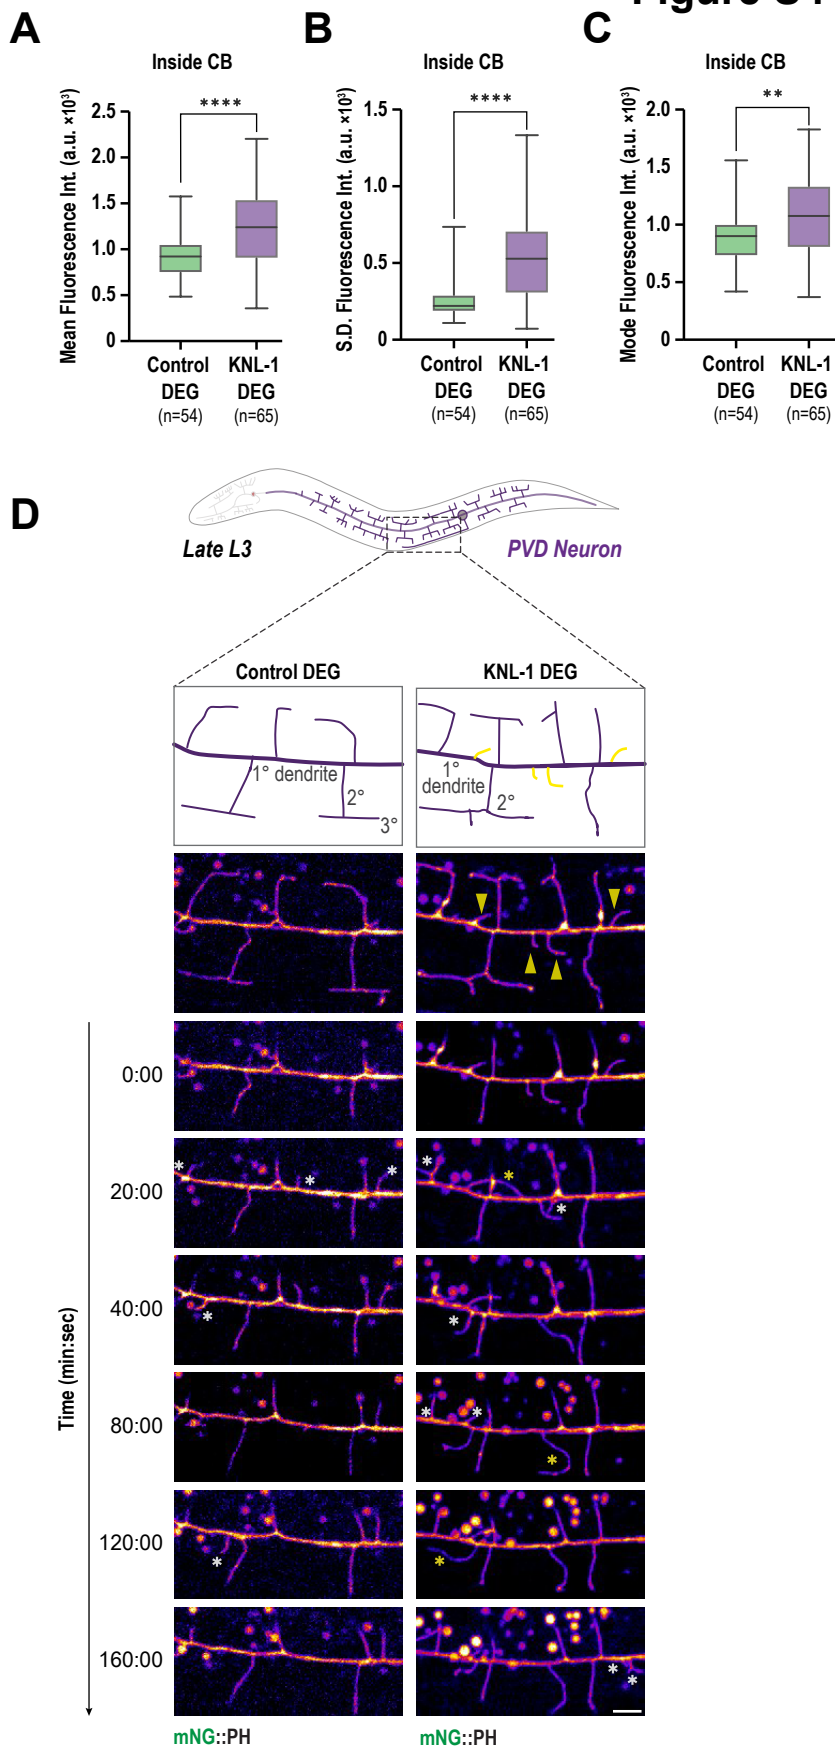 A
B
C
Inside CB
Inside CB
Inside CB
Mean Fluorescence Int. (a.u. ×10³)
2.5
2.0
1.5
1.0
0.5
0
****
Control DEG (n=54)
KNL-1 DEG (n=65)
S.D. Fluorescence Int. (a.u. ×10³)
1.5
1.0
0.5
0
****
Control DEG (n=54)
KNL-1 DEG (n=65)
Mode Fluorescence Int. (a.u. ×10³)
2.0
1.5
1.0
0.5
0
**
Control DEG (n=54)
KNL-1 DEG (n=65)
D
Late L3
PVD Neuron
Control DEG
KNL-1 DEG
1° dendrite
2°
3°
1°
dendrite
2°
Time (min:sec)
0:00
20:00
* * *
* * *
40:00
*
*
80:00
* *
*
120:00
*
*
160:00
* *
mNG::PH
mNG::PH